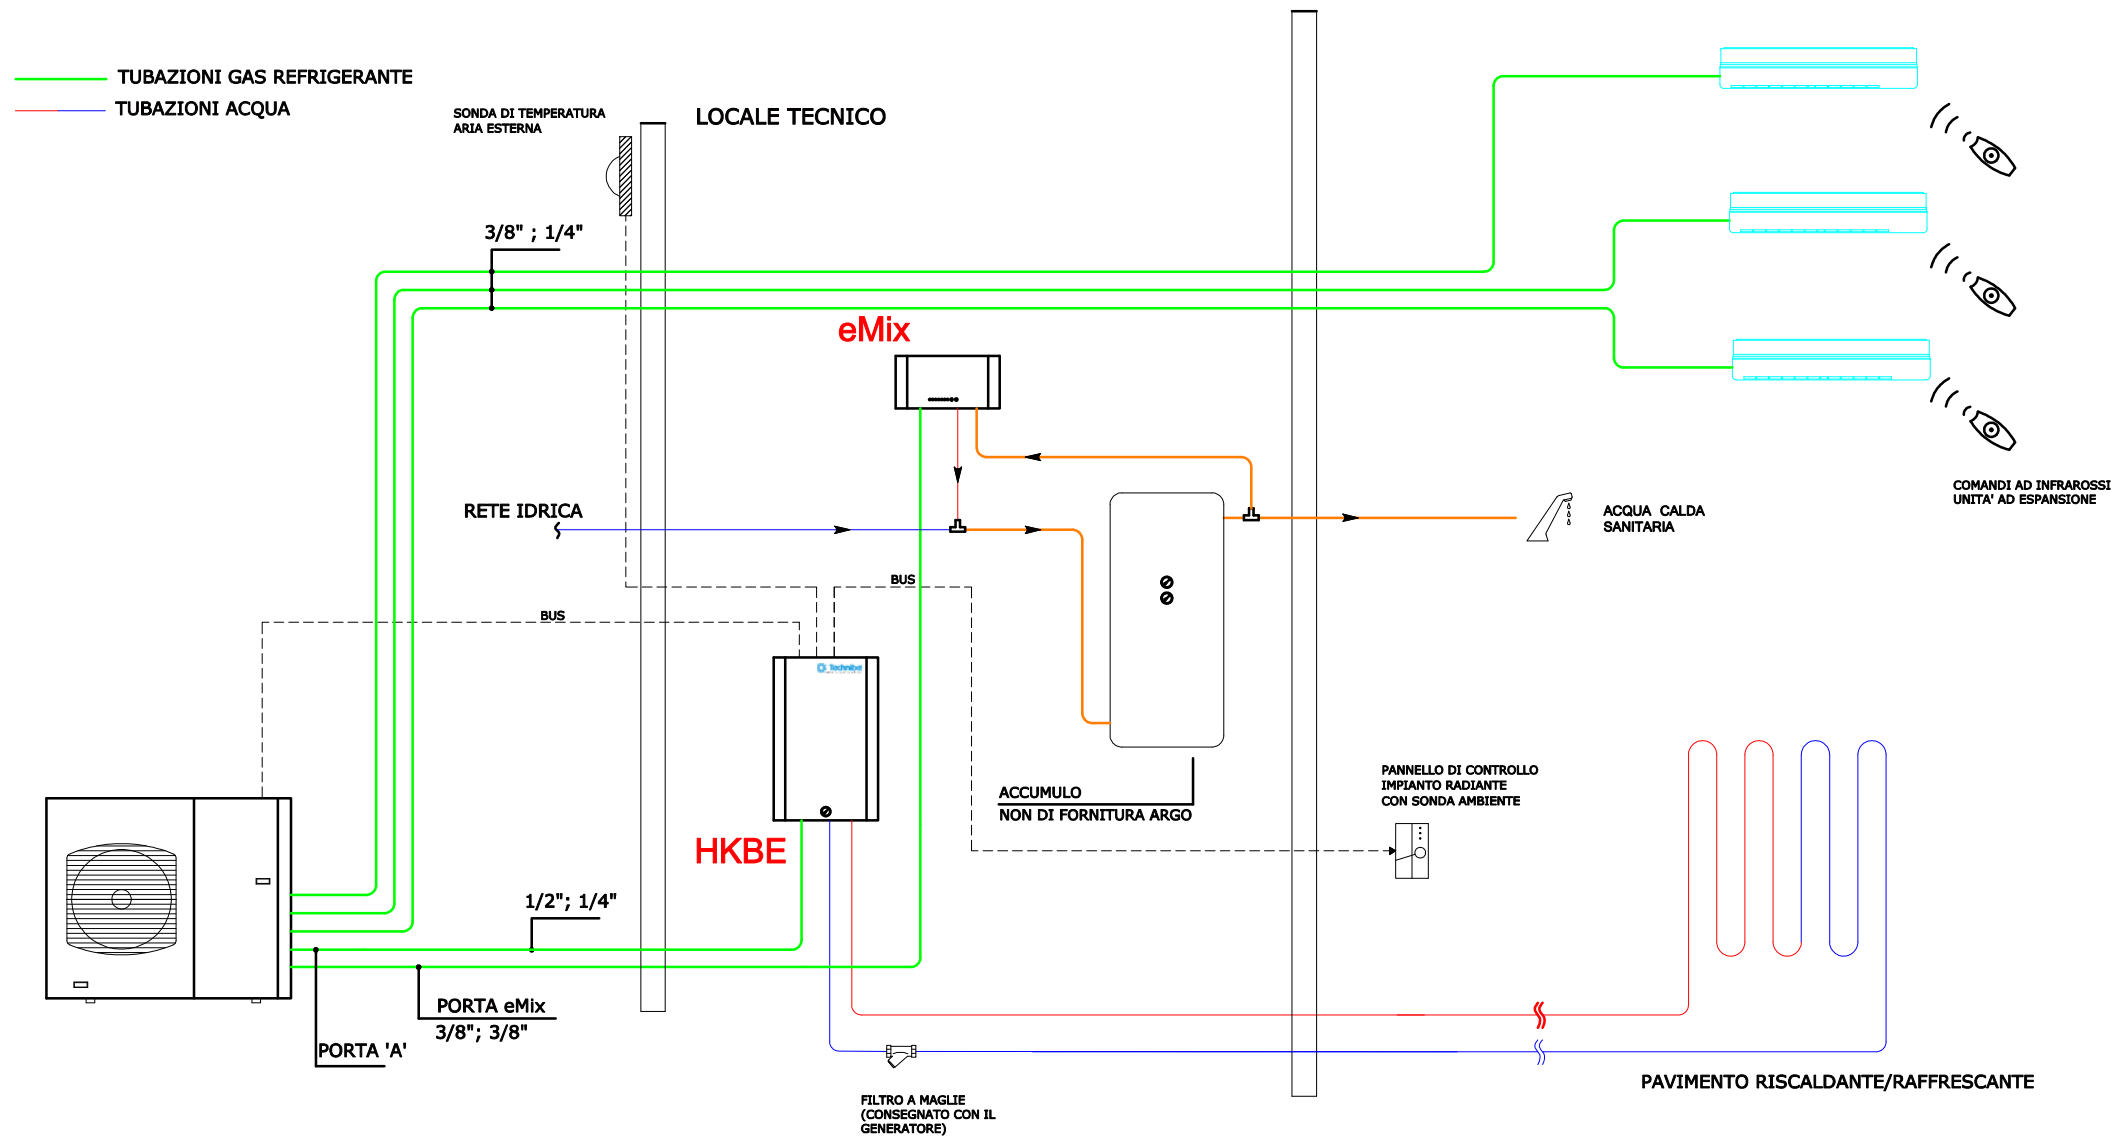 TUBAZIONI GAS REFRIGERANTE
TUBAZIONI ACQUA
SONDA DI TEMPERATURA
ARIA ESTERNA
LOCALE TECNICO
3/8" ; 1/4"
eMix
RETE IDRICA
ACQUA CALDA
SANITARIA
COMANDI AD INFRAROSSI
UNITA' AD ESPANSIONE
BUS
BUS
Technibel
ACCUMULO
NON DI FORNITURA ARGO
PANNELLO DI CONTROLLO
IMPIANTO RADIANTE
CON SONDA AMBIENTE
HKBE
1/2"; 1/4"
PORTA eMix
3/8"; 3/8"
PORTA 'A'
FILTRO A MAGLIE
(CONSEGNATO CON IL
GENERATORE)
PAVIMENTO RISCALDANTE/RAFFRESCANTE